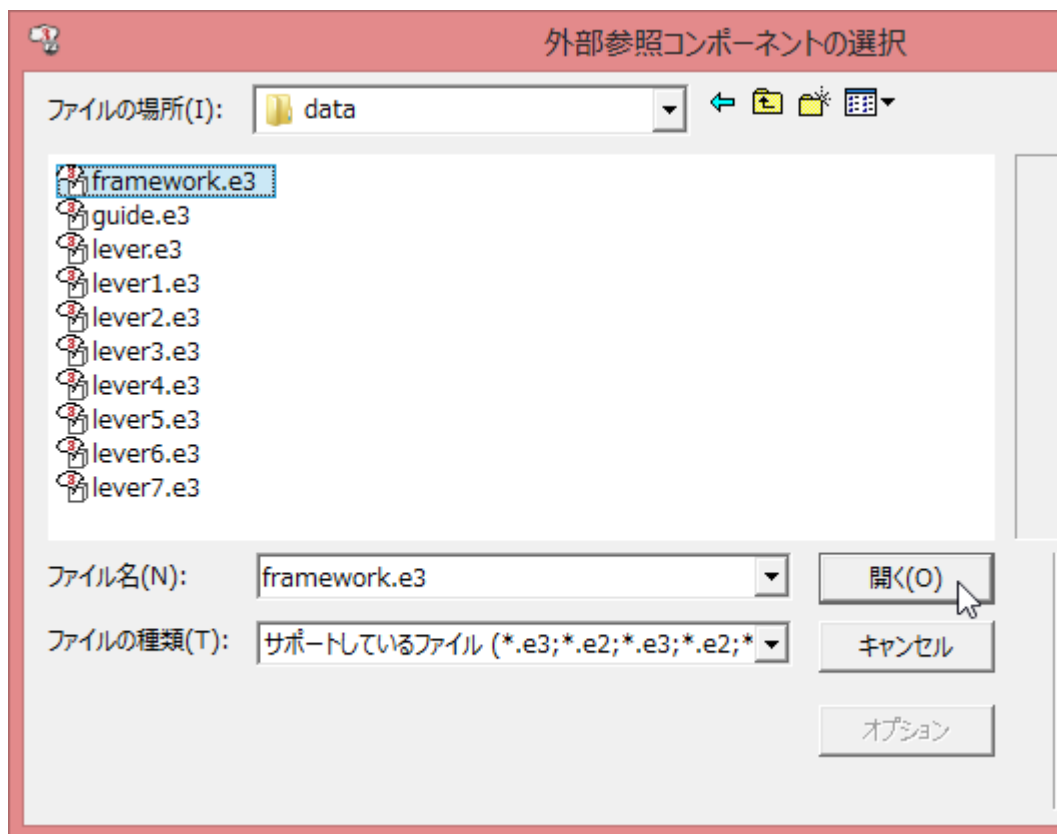 外部参照コンポーネントの選択
ファイルの場所(I):
data
framework.e3
guide.e3
lever.e3
lever1.e3
lever2.e3
lever3.e3
lever4.e3
lever5.e3
lever6.e3
lever7.e3
ファイル名(N):
framework.e3
開く(O)
ファイルの種類(T):
サポートしているファイル (*.e3;*.e2;*.e3;*.e2;*
キャンセル
オプション